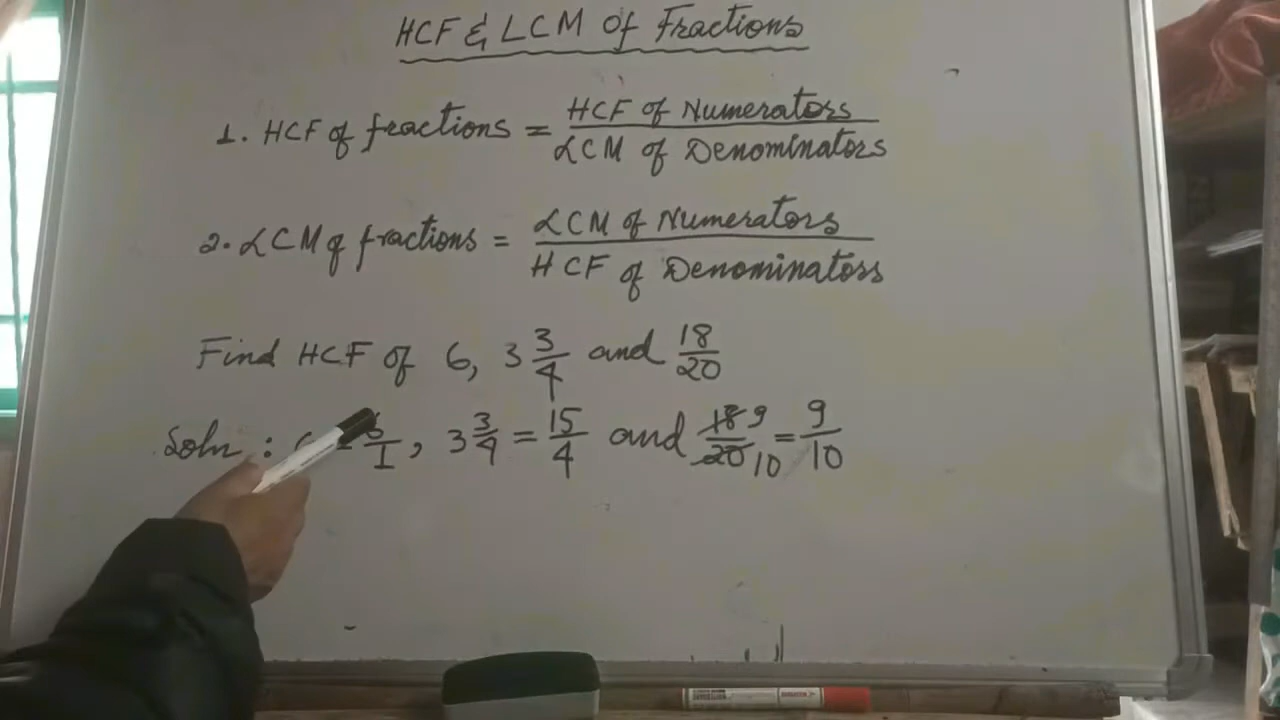 HCF & LCM Of Fractions
1. HCF of fractions = HCF of Numerators / LCM of Denominators
2. LCM of fractions = LCM of Numerators / HCF of Denominators
Find HCF of 6, 3 3/4 and 18/20
Soln : 6/1, 3 3/4 = 15/4 and 18/20 9/10 = 9/10